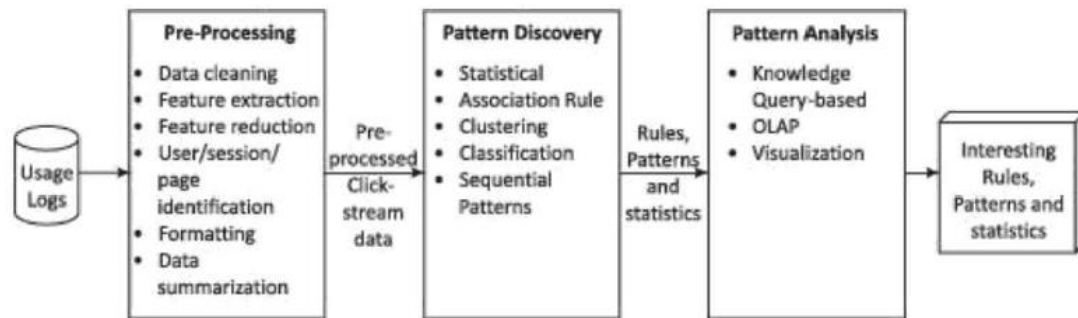 Usage
Logs
Pre-Processing
• Data cleaning
• Feature extraction
• Feature reduction
• User/session/
page
identification
• Formatting
• Data
summarization
Pre-
processed
Click-
stream
data
Pattern Discovery
• Statistical
• Association Rule
• Clustering
• Classification
• Sequential
Patterns
Rules,
Patterns
and
statistics
Pattern Analysis
• Knowledge
Query-based
• OLAP
• Visualization
Interesting
Rules,
Patterns and
statistics